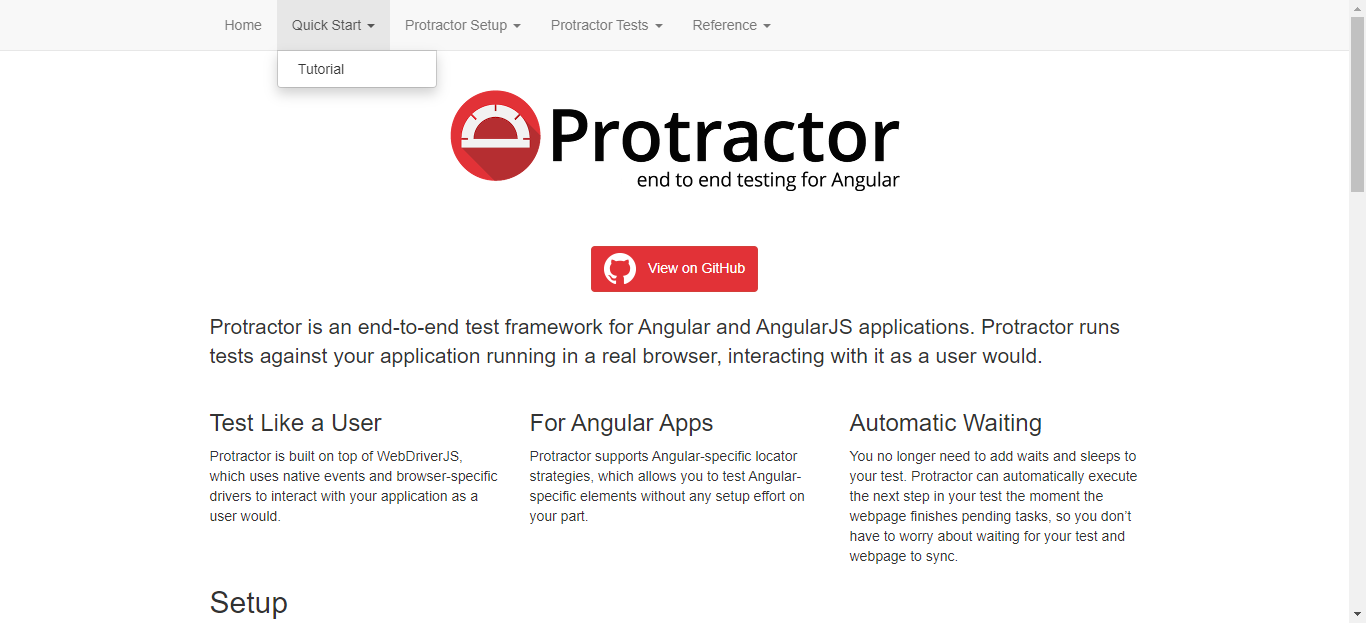 Home Quick Start Protractor Setup Protractor Tests Reference
Tutorial
Protractor
end to end testing for Angular
View on GitHub
Protractor is an end-to-end test framework for Angular and AngularJS applications. Protractor runs
tests against your application running in a real browser, interacting with it as a user would.
Test Like a User
Protractor is built on top of WebDriverJS,
which uses native events and browser-specific
drivers to interact with your application as a
user would.
For Angular Apps
Protractor supports Angular-specific locator
strategies, which allows you to test Angular-
specific elements without any setup effort on
your part.
Automatic Waiting
You no longer need to add waits and sleeps to
your test. Protractor can automatically execute
the next step in your test the moment the
webpage finishes pending tasks, so you don’t
have to worry about waiting for your test and
webpage to sync.
Setup